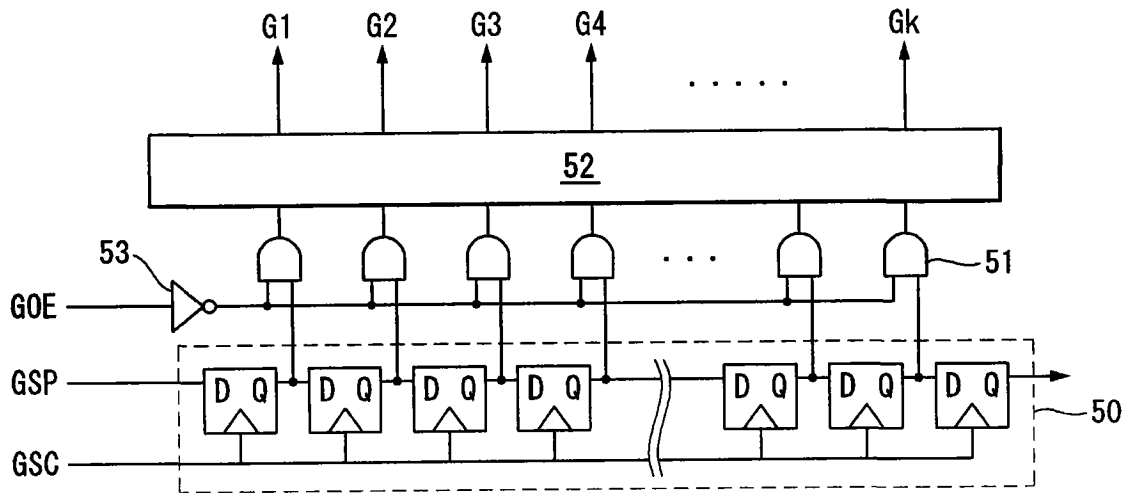 G1 G2 G3 G4 ..... Gk
52
53
... 51
GOE
GSP D Q D Q D Q D Q D Q D Q D Q
50
GSC